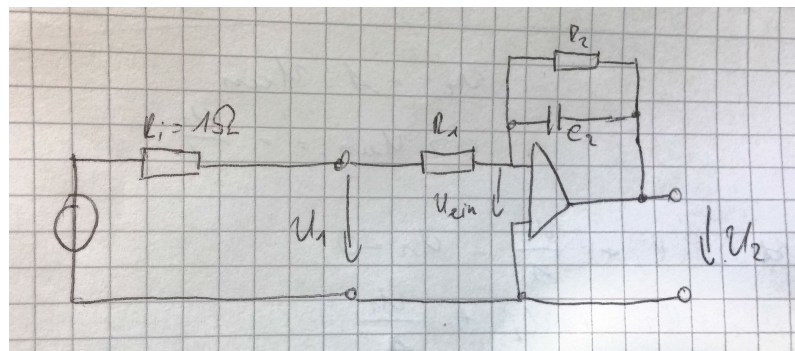 R2
Ri = 1Ω
R1
C2
U1
Uein
U2